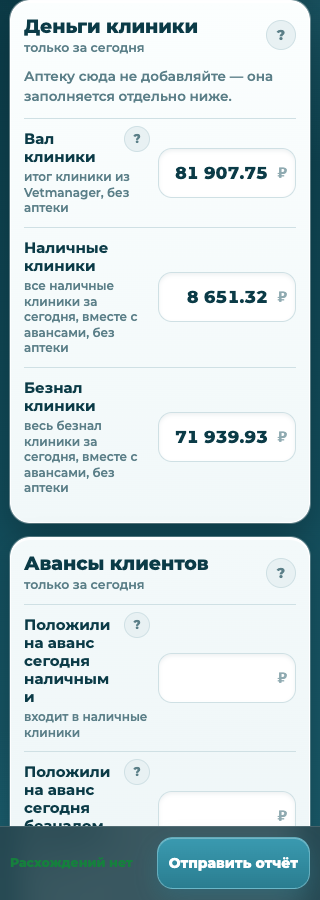 Деньги клиники
?
только за сегодня
Аптеку сюда не добавляйте — она
заполняется отдельно ниже.
Вал
клиники
?
итог клиники из
Vetmanager, без
аптеки
81 907.75 ₽
Наличные
клиники
все наличные
клиники за
сегодня, вместе с
авансами, без
аптеки
8 651.32 ₽
Безнал
клиники
весь безнал
клиники за
сегодня, вместе с
авансами, без
аптеки
71 939.93 ₽
Авансы клиентов
?
только за сегодня
Положили
на аванс
сегодня
наличным
и
?
входит в наличные
клиники
₽
Положили
на аванс
сегодня
безналом
?
₽
Расхождений нет
Отправить отчёт